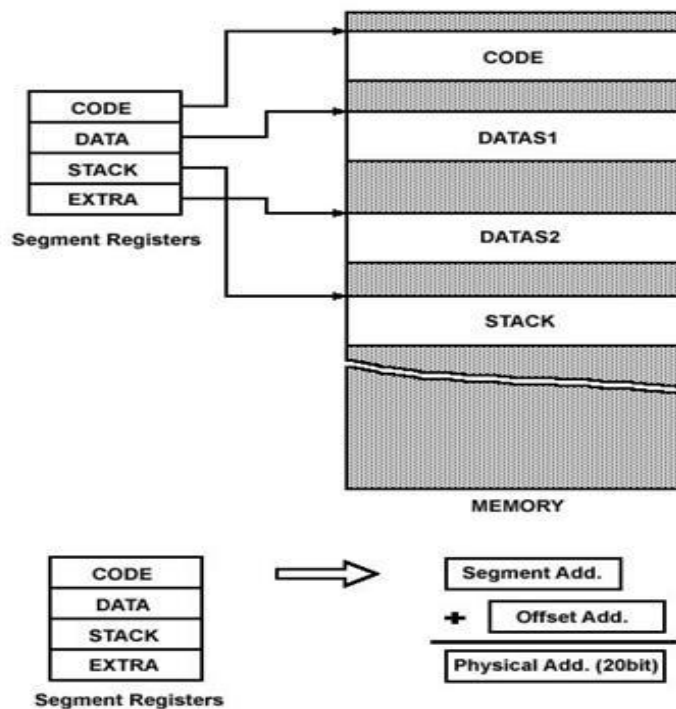 CODE
DATA
STACK
EXTRA
Segment Registers
CODE
DATAS1
DATAS2
STACK
MEMORY
CODE
DATA
STACK
EXTRA
Segment Registers
Segment Add.
+ Offset Add.
Physical Add. (20bit)